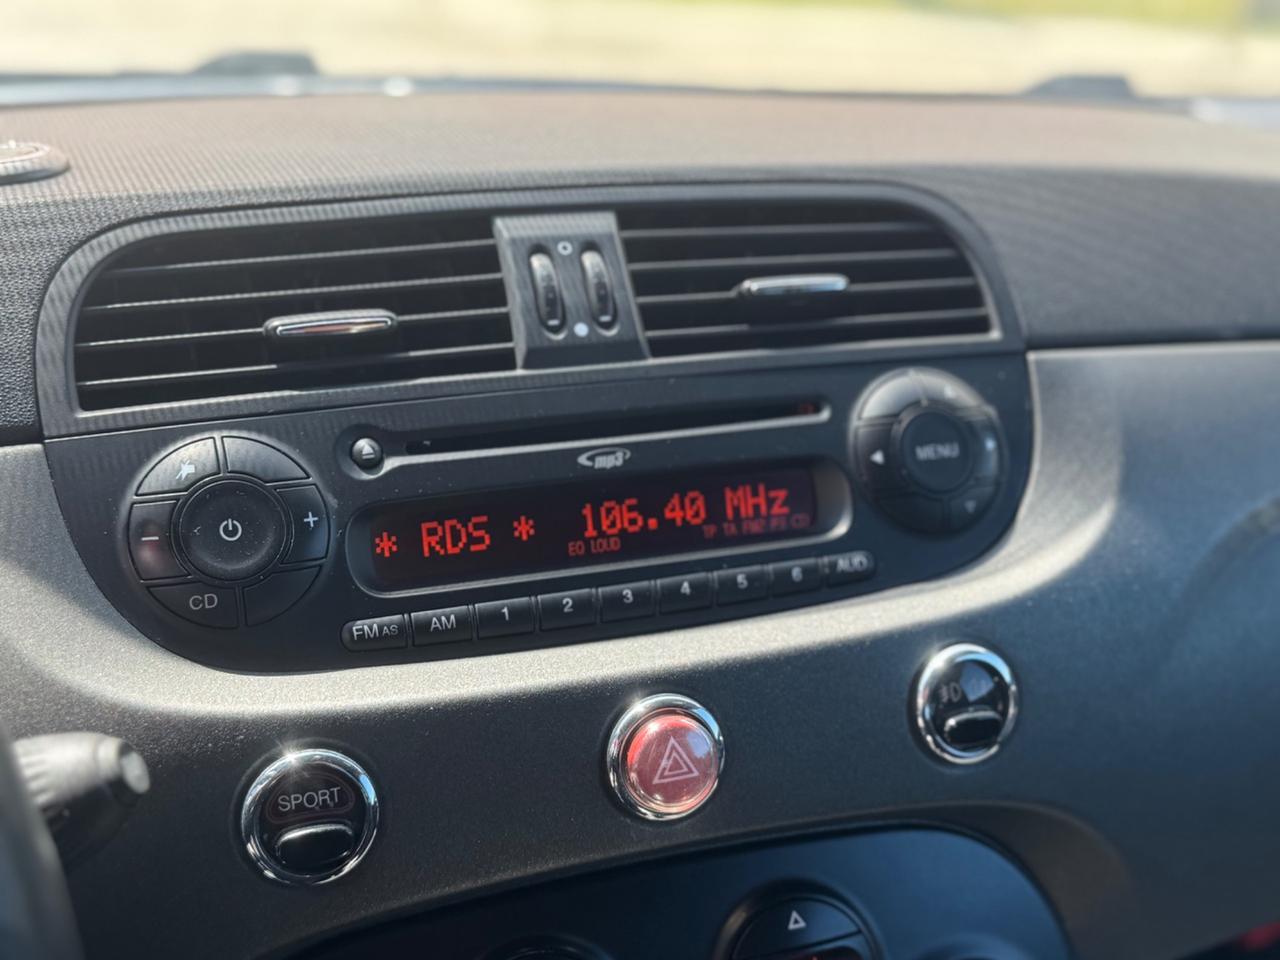 mp3
MENU
* RDS * 106.40 MHz
EQ LOUD TP TA FM2 P3 CD
+
−
CD
FM AS AM 1 2 3 4 5 6 AUD
SPORT